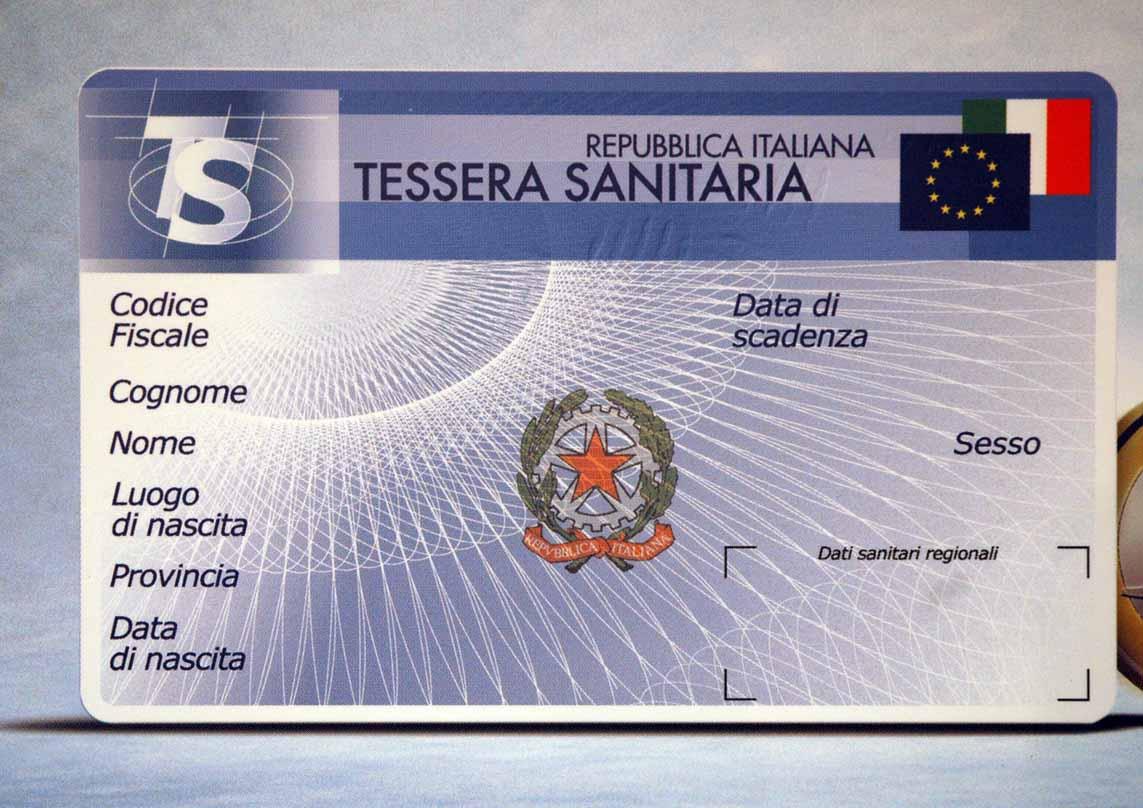 TS
REPUBBLICA ITALIANA
TESSERA SANITARIA
Codice
Fiscale
Data di
scadenza
Cognome
Nome
Sesso
Luogo
di nascita
REPVBBLICA ITALIANA
Dati sanitari regionali
Provincia
Data
di nascita